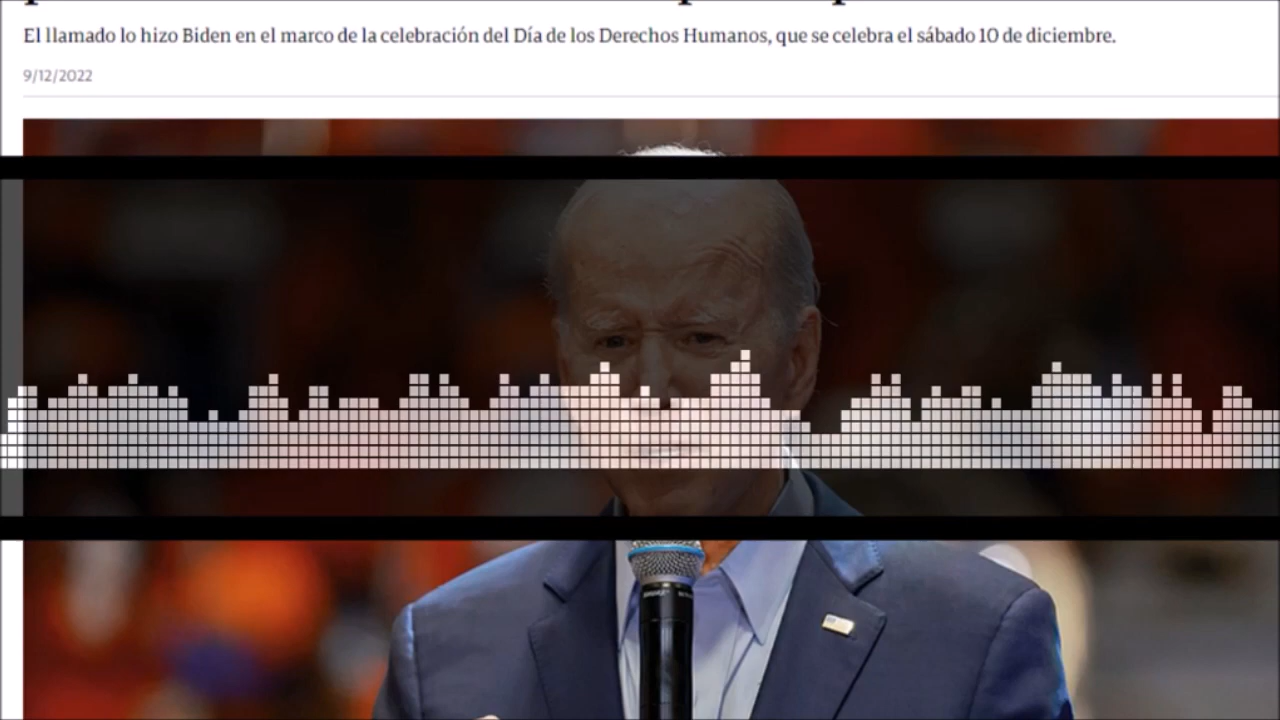 El llamado lo hizo Biden en el marco de la celebración del Día de los Derechos Humanos, que se celebra el sábado 10 de diciembre.
9/12/2022